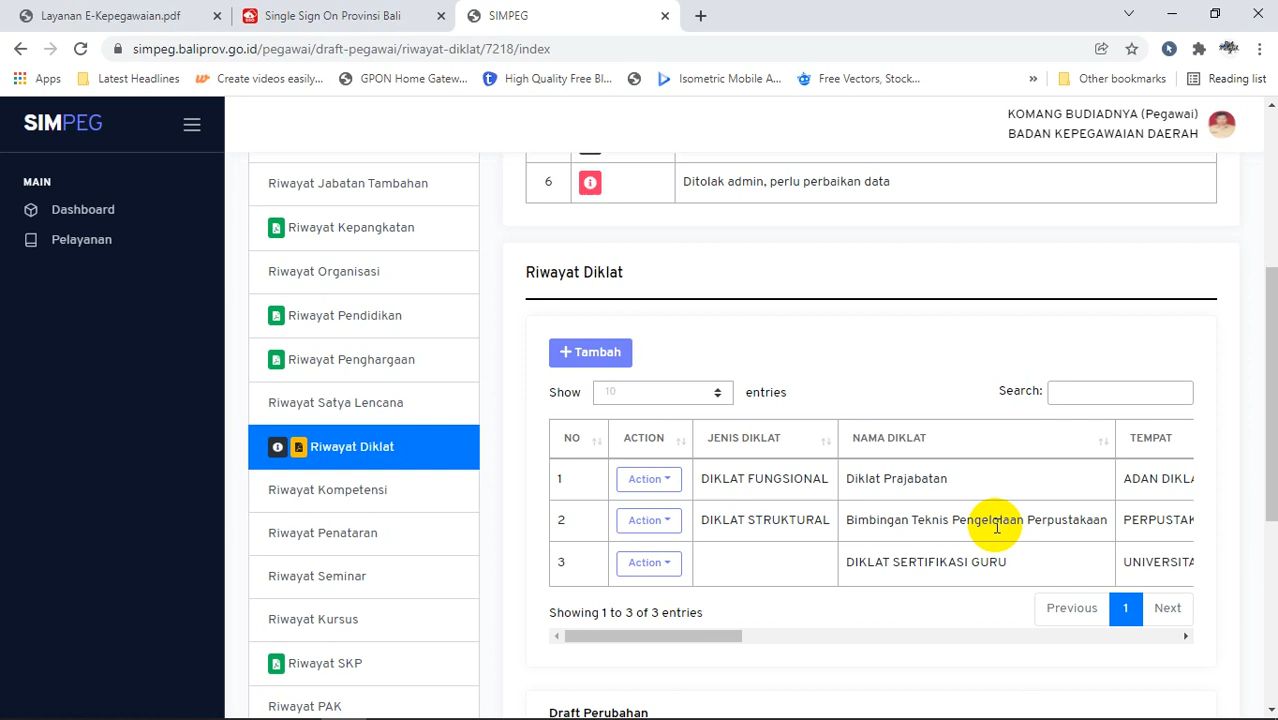 Layanan E-Kepegawaian.pdf
Single Sign On Provinsi Bali
SIMPEG
simpeg.baliprov.go.id/pegawai/draft-pegawai/riwayat-diklat/7218/index
Apps
Latest Headlines
Create videos easily...
GPON Home Gatew...
High Quality Free Bl...
Isometric Mobile A...
Free Vectors, Stock...
»
Other bookmarks
Reading list
SIMPEG
KOMANG BUDIADNYA (Pegawai)
BADAN KEPEGAWAIAN DAERAH
MAIN
Dashboard
Pelayanan
Riwayat Jabatan Tambahan
Riwayat Kepangkatan
Riwayat Organisasi
Riwayat Pendidikan
Riwayat Penghargaan
Riwayat Satya Lencana
Riwayat Diklat
Riwayat Kompetensi
Riwayat Penataran
Riwayat Seminar
Riwayat Kursus
Riwayat SKP
Riwayat PAK
6 Ditolak admin, perlu perbaikan data
Riwayat Diklat
+ Tambah
Show 10 entries Search:
NO ACTION JENIS DIKLAT NAMA DIKLAT TEMPAT
1 Action DIKLAT FUNGSIONAL Diklat Prajabatan ADAN DIKLA
2 Action DIKLAT STRUKTURAL Bimbingan Teknis Pengelolaan Perpustakaan PERPUSTAK
3 Action DIKLAT SERTIFIKASI GURU UNIVERSITA
Showing 1 to 3 of 3 entries Previous 1 Next
Draft Perubahan